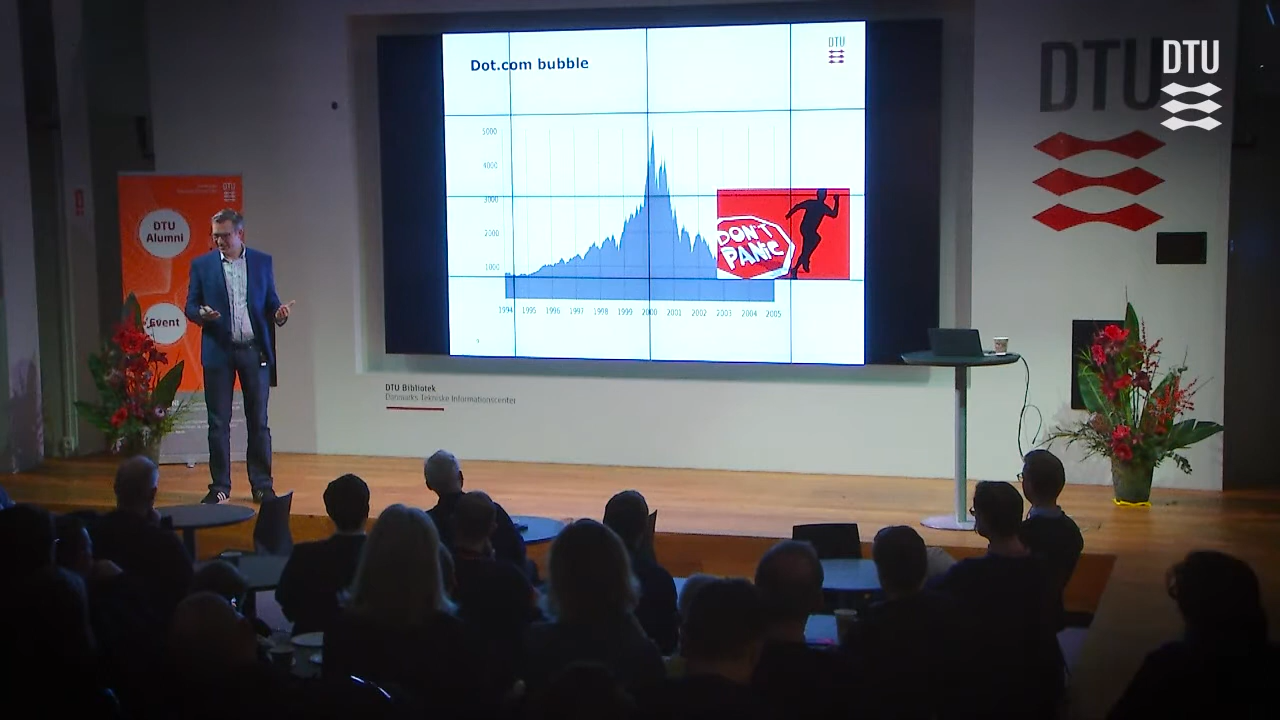 Dot.com bubble
DTU
5000
4000
3000
2000
1000
1994 1995 1996 1997 1998 1999 2000 2001 2002 2003 2004 2005
DON'T
PANIC
DTU
DTU
DTU
DTU
Alumni
Event
DTU Bibliotek
Danmarks Tekniske Informationscenter